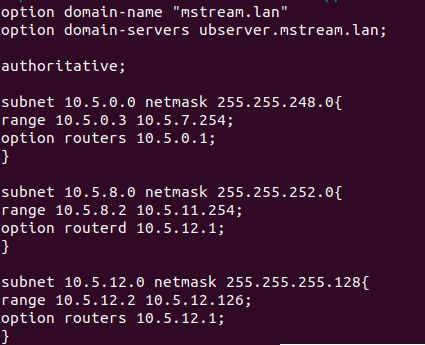 option domain-name "mstream.lan"
option domain-servers ubserver.mstream.lan;
authoritative;
subnet 10.5.0.0 netmask 255.255.248.0{
range 10.5.0.3 10.5.7.254;
option routers 10.5.0.1;
}
subnet 10.5.8.0 netmask 255.255.252.0{
range 10.5.8.2 10.5.11.254;
option routerd 10.5.12.1;
}
subnet 10.5.12.0 netmask 255.255.255.128{
range 10.5.12.2 10.5.12.126;
option routers 10.5.12.1;
}